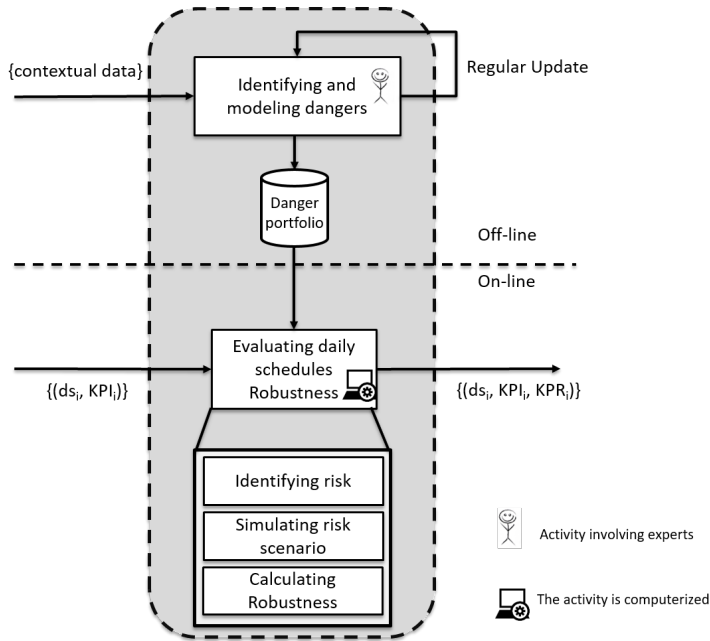 {contextual data}
Identifying and
modeling dangers
Regular Update
Danger
portfolio
Off-line
On-line
Evaluating daily
schedules
Robustness
{(dsᵢ, KPIᵢ)}
{(dsᵢ, KPIᵢ, KPRᵢ)}
Identifying risk
Simulating risk
scenario
Calculating
Robustness
Activity involving experts
The activity is computerized